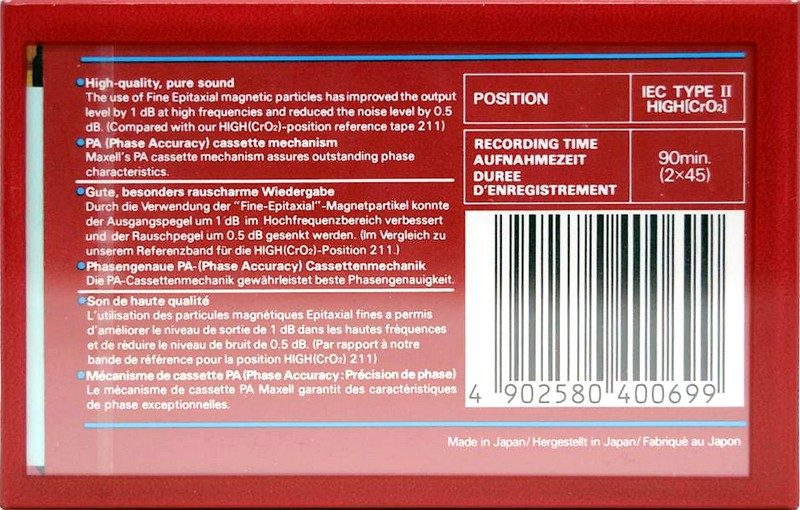 •High-quality, pure sound
The use of Fine Epitaxial magnetic particles has improved the output
level by 1 dB at high frequencies and reduced the noise level by 0.5
dB. (Compared with our HIGH(CrO₂)-position reference tape 211)
•PA (Phase Accuracy) cassette mechanism
Maxell's PA cassette mechanism assures outstanding phase
characteristics.
•Gute, besonders rauscharme Wiedergabe
Durch die Verwendung der "Fine-Epitaxial"-Magnetpartikel konnte
der Ausgangspegel um 1 dB im Hochfrequenzbereich verbessert
und der Rauschpegel um 0.5 dB gesenkt werden. (Im Vergleich zu
unserem Referenzband für die HIGH(CrO₂)-Position 211.)
•Phasengenaue PA-(Phase Accuracy) Cassettenmechanik
Die PA-Cassettenmechanik gewährleistet beste Phasengenauigkeit.
•Son de haute qualité
L'utilisation des particules magnétiques Epitaxial fines a permis
d'améliorer le niveau de sortie de 1 dB dans les hautes fréquences
et de réduire le niveau de bruit de 0.5 dB. (Par rapport à notre
bande de référence pour la position HIGH(CrO₂) 211)
•Mécanisme de cassette PA (Phase Accuracy: Précision de phase)
Le mécanisme de cassette PA Maxell garantit des caractéristiques
de phase exceptionnelles.
POSITION
IEC TYPE II
HIGH[CrO₂]
RECORDING TIME
AUFNAHMEZEIT
DUREE
D'ENREGISTREMENT
90min.
(2×45)
4 902580 400699
Made in Japan/Hergestellt in Japan/Fabriqué au Japon